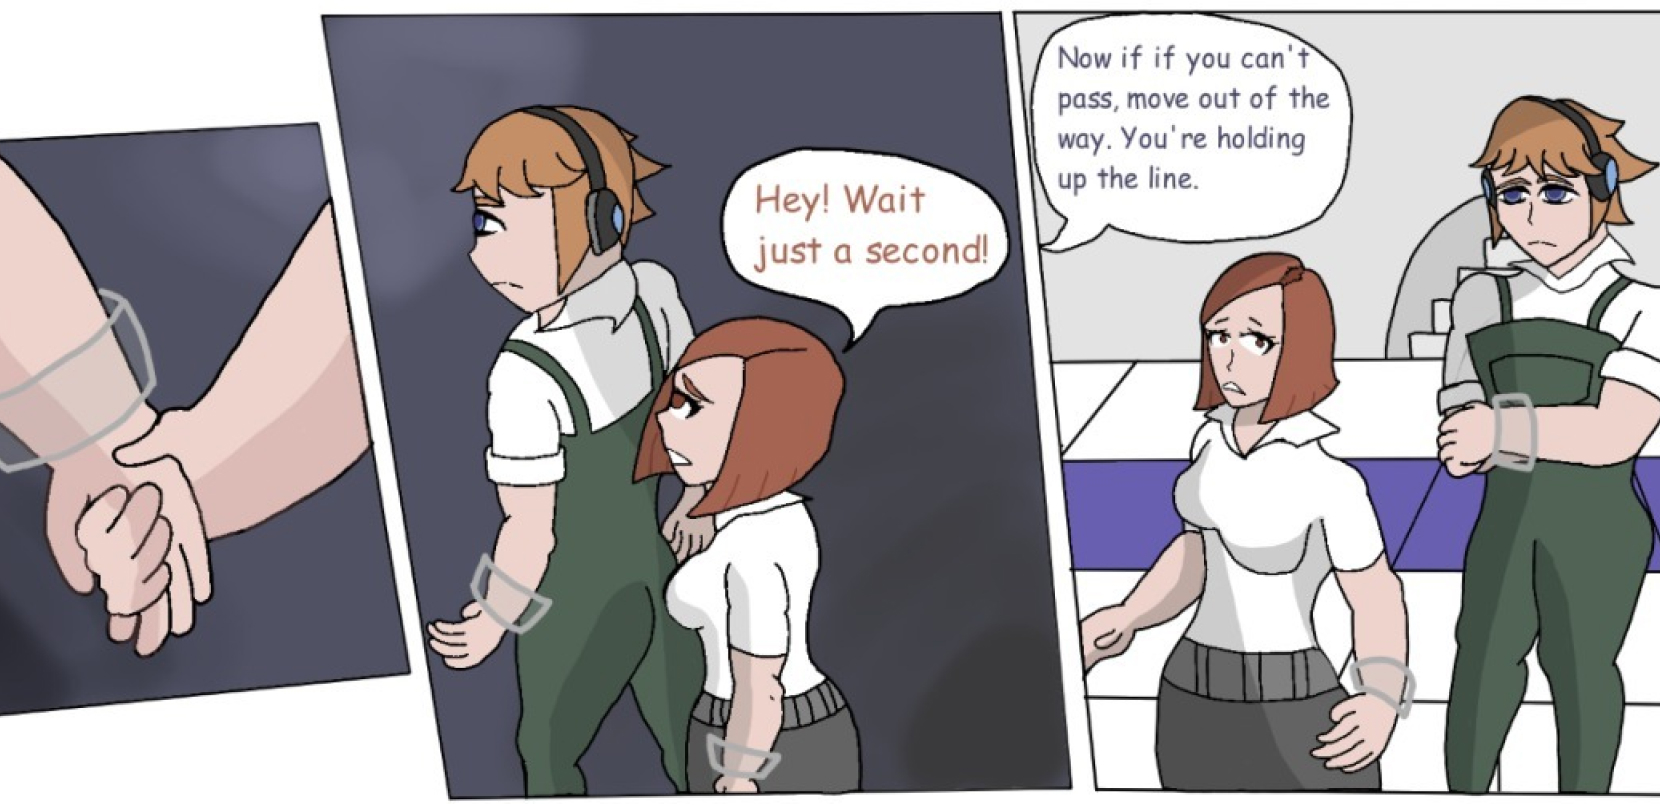 Hey! Wait
just a second!
Now if if you can't
pass, move out of the
way. You're holding
up the line.